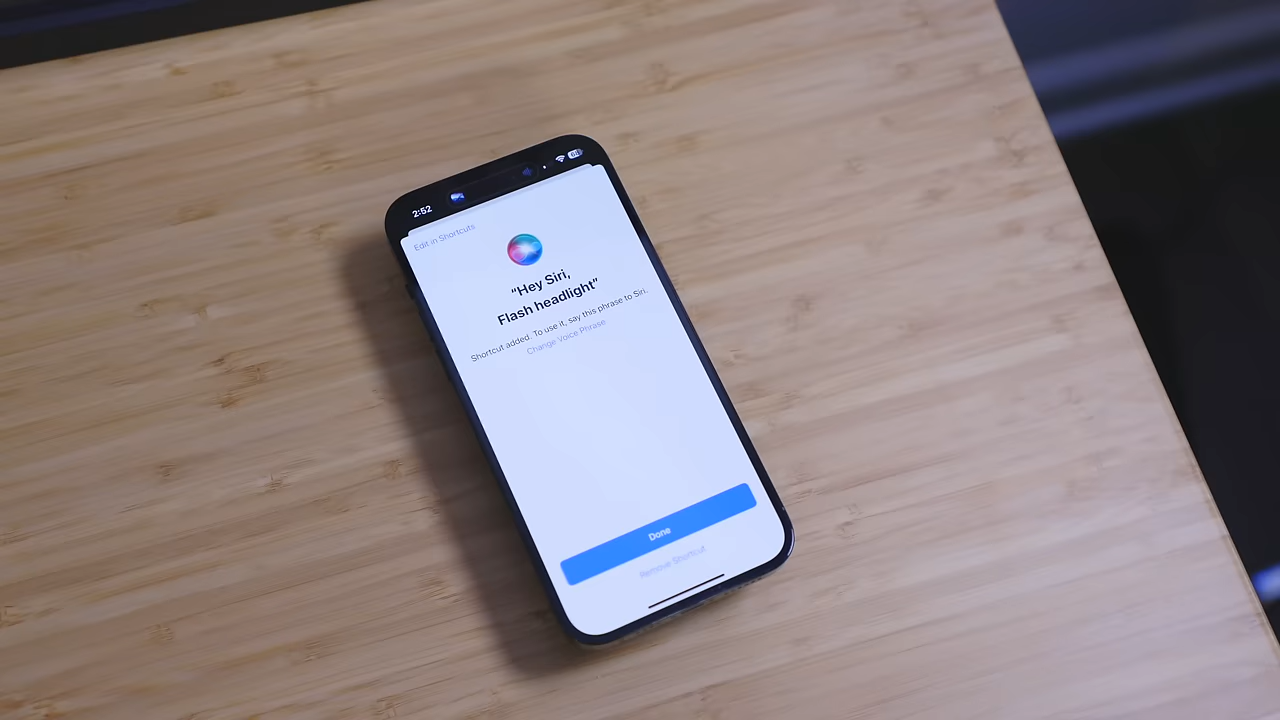 2:52
Edit in Shortcuts
“Hey Siri,
Flash headlight”
Shortcut added. To use it, say this phrase to Siri.
Change Voice Phrase
Done
Remove Shortcut